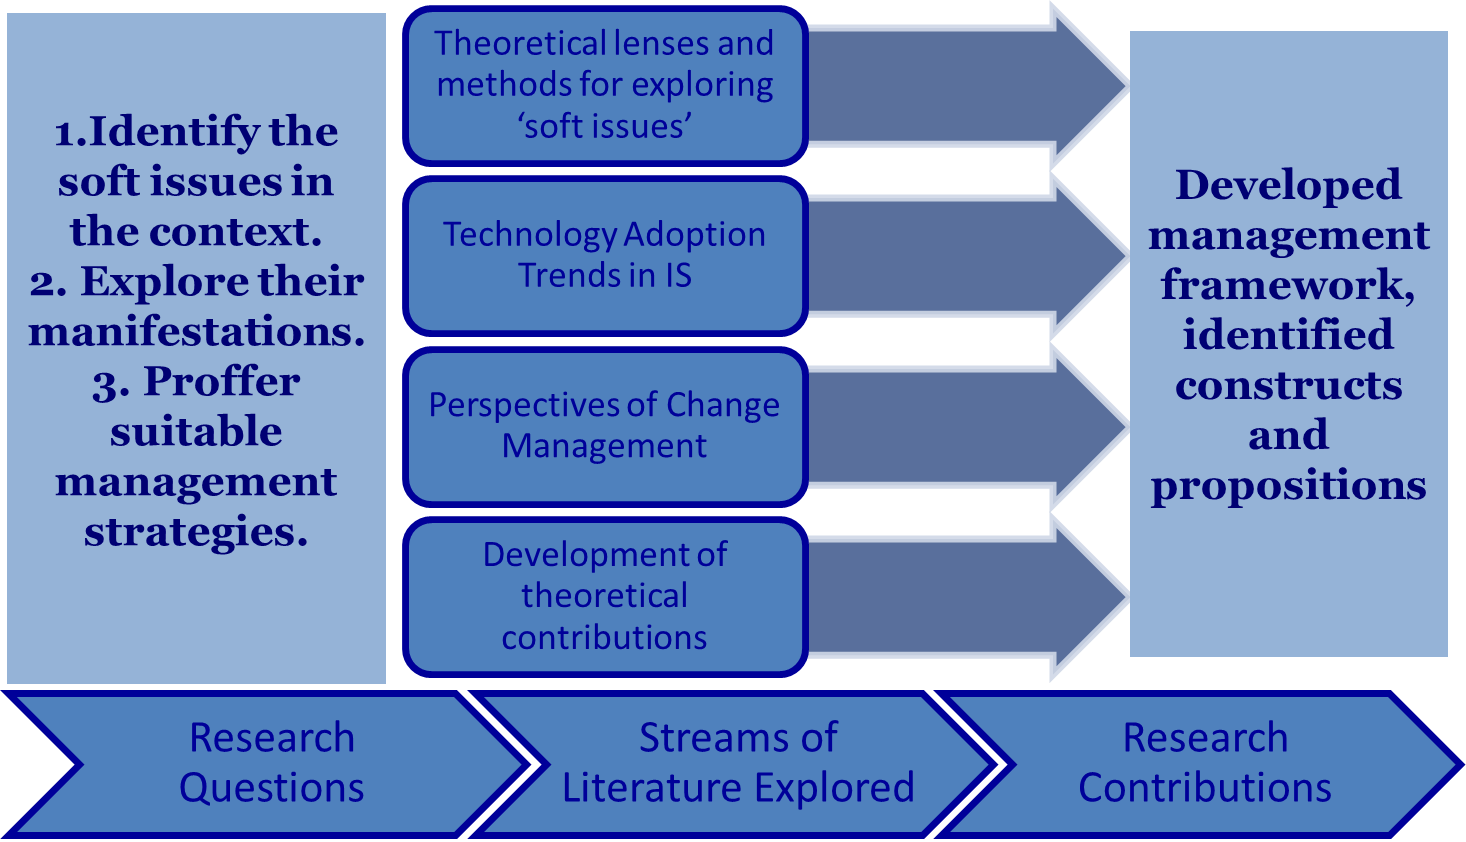 1.Identify the
soft issues in
the context.
2. Explore their
manifestations.
3. Proffer
suitable
management
strategies.
Theoretical lenses and
methods for exploring
‘soft issues’
Technology Adoption
Trends in IS
Perspectives of Change
Management
Development of
theoretical
contributions
Developed
management
framework,
identified
constructs
and
propositions
Research
Questions
Streams of
Literature Explored
Research
Contributions